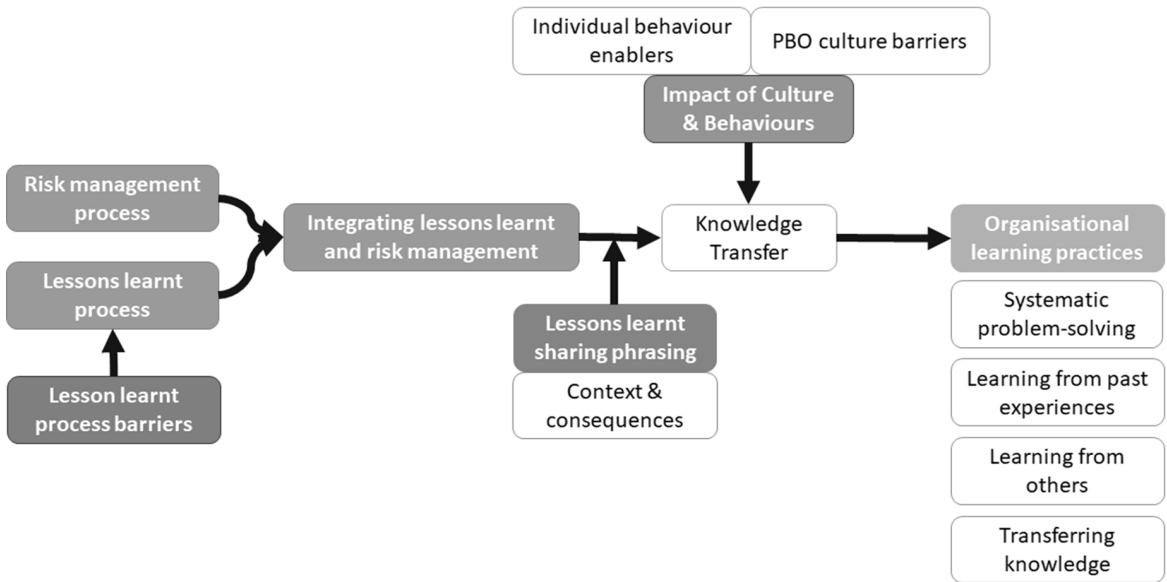 Individual behaviour
enablers
PBO culture barriers
Impact of Culture
& Behaviours
Risk management
process
Integrating lessons learnt
and risk management
Knowledge
Transfer
Organisational
learning practices
Lessons learnt
process
Lessons learnt
sharing phrasing
Context &
consequences
Lesson learnt
process barriers
Systematic
problem-solving
Learning from past
experiences
Learning from
others
Transferring
knowledge